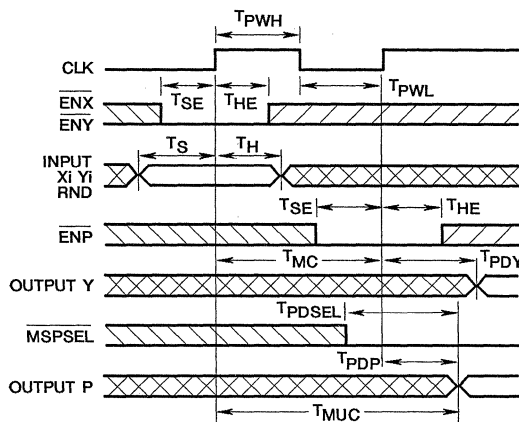 TPWH
CLK
TSE THE TPWL
ENX
ENY
TS TH
INPUT
Xi Yi
RND
TSE THE
ENP
TMC TPDY
OUTPUT Y
TPDSEL
MSPSEL
TPDP
OUTPUT P
TMUC